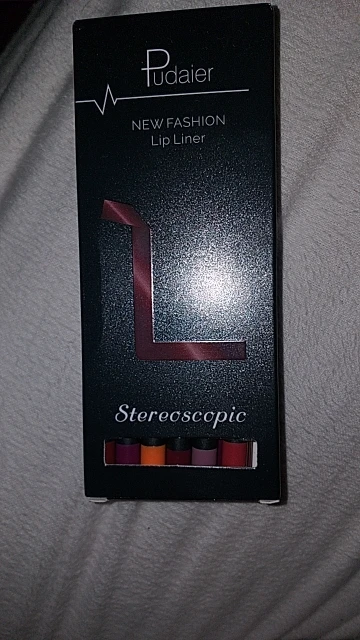 Pudaier
NEW FASHION
Lip Liner
L
Stereoscopic